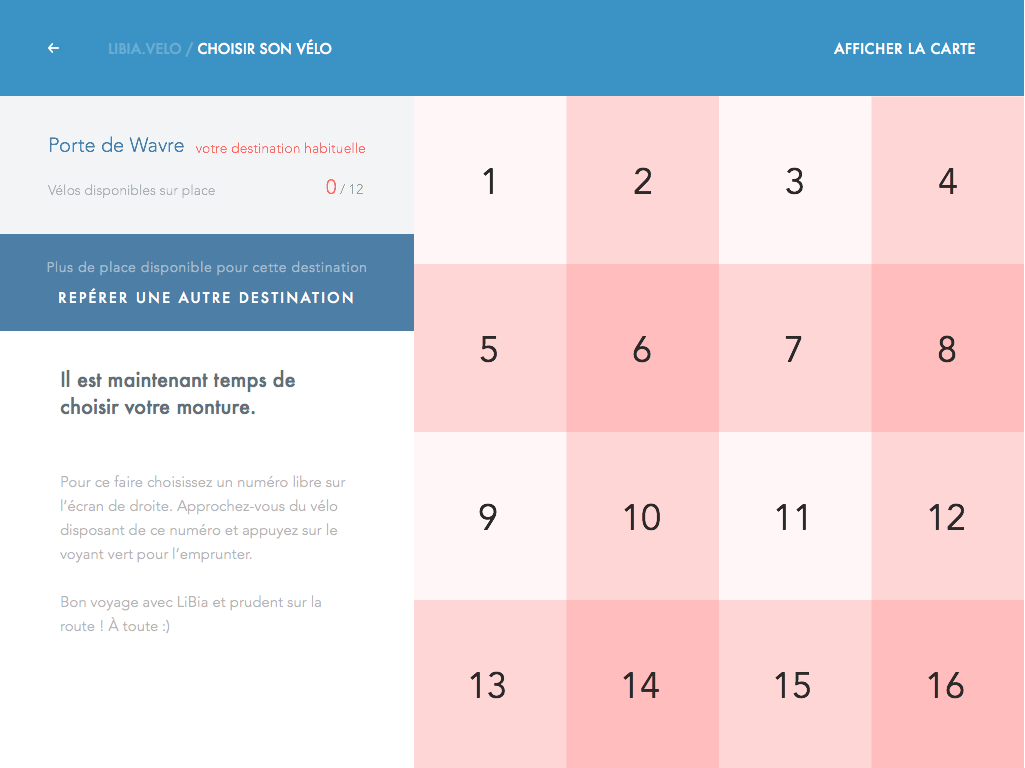 ← LIBIA.VELO / CHOISIR SON VÉLO
AFFICHER LA CARTE
Porte de Wavre votre destination habituelle
Vélos disponibles sur place 0 / 12
Plus de place disponible pour cette destination
REPÉRER UNE AUTRE DESTINATION
Il est maintenant temps de
choisir votre monture.
Pour ce faire choisissez un numéro libre sur
l’écran de droite. Approchez-vous du vélo
disposant de ce numéro et appuyez sur le
voyant vert pour l’emprunter.
Bon voyage avec LiBia et prudent sur la
route ! À toute :)
1 2 3 4
5 6 7 8
9 10 11 12
13 14 15 16